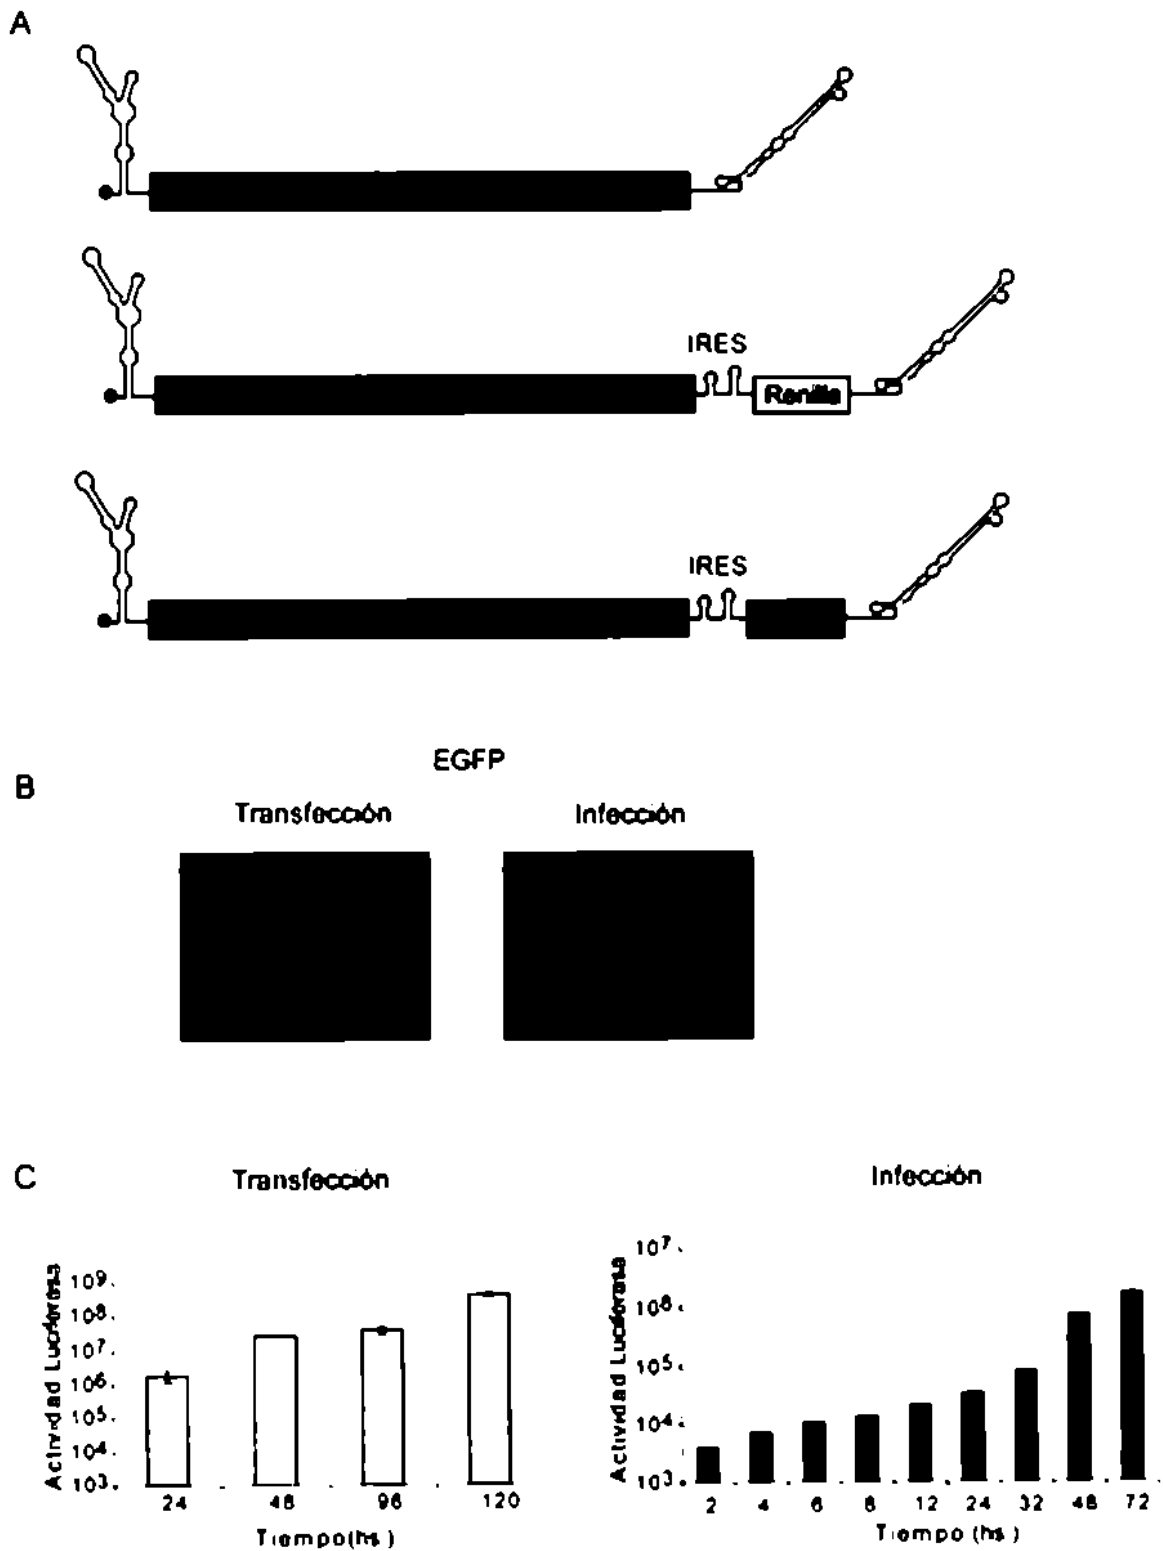 A
IRES
Renilla
IRES
EGFP
B
Transfección
Infección
C
Transfección
Infección
Actividad Luciferasa
10⁹
10⁸
10⁷
10⁶
10⁵
10⁴
10³
24
48
96
120
Tiempo(hs.)
Actividad Luciferasa
10⁷
10⁶
10⁵
10⁴
10³
2
4
6
8
12
24
32
48
72
Tiempo (hs.)